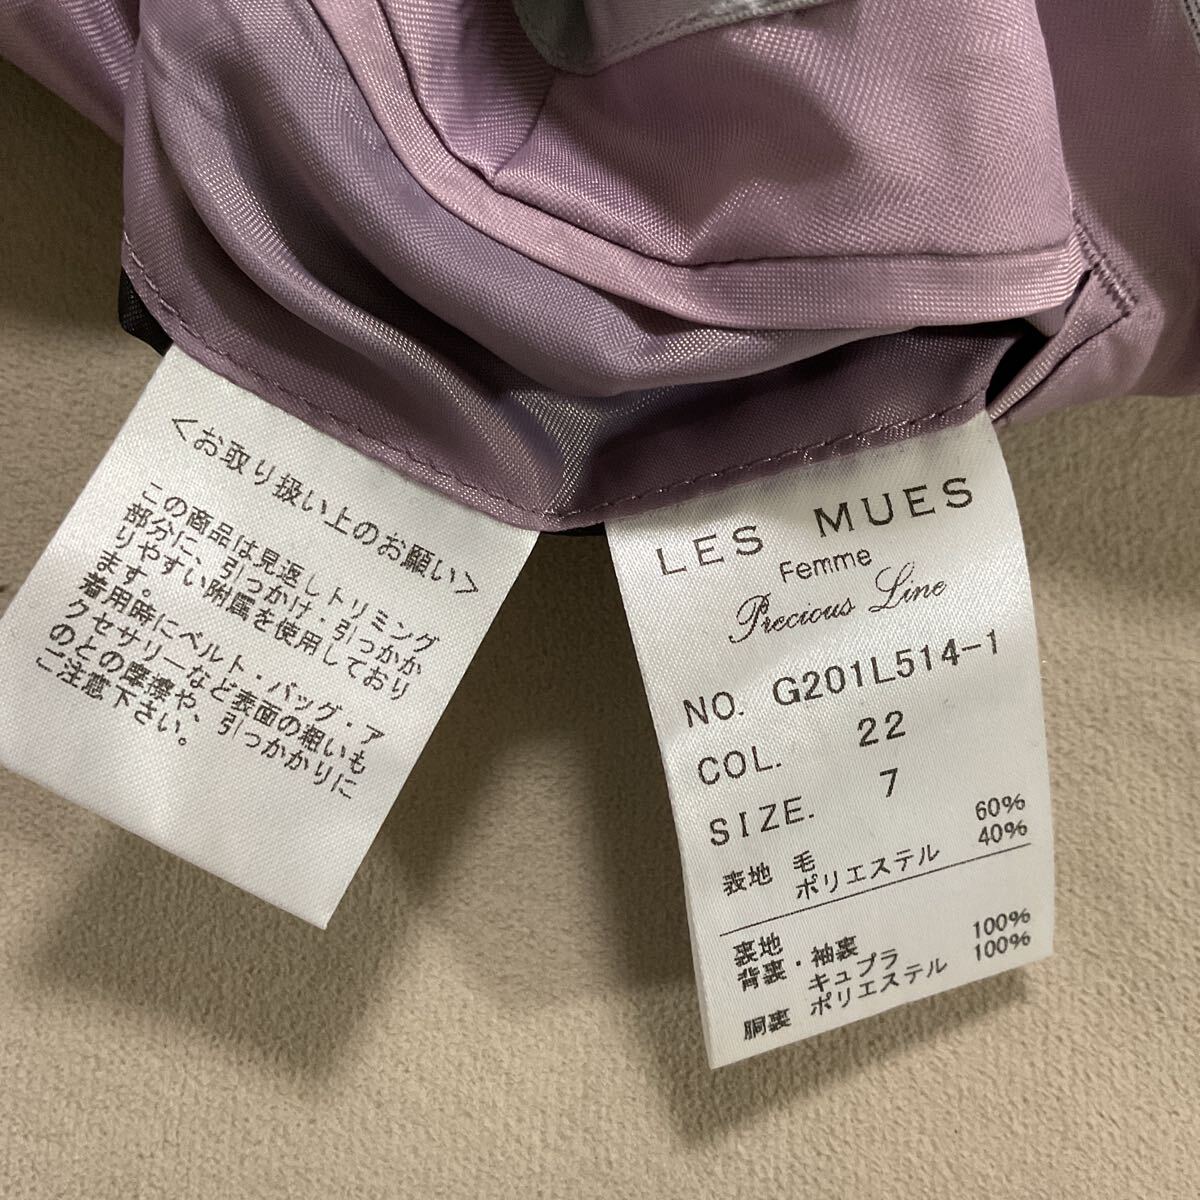 <お取り扱い上のお願い>
この商品は見返しトリミング
部分に、引っかけ・引っかか
りやすい附属を使用しており
ます。
着用時にベルト・バッグ・ア
クセサリーなど表面の粗いも
のとの摩擦や、引っかかりに
ご注意下さい。
LES MUES
Femme
Precious Line
NO. G201L514-1
COL. 22
SIZE. 7
表地 毛 60%
ポリエステル 40%
裏地
背裏・袖裏
キュプラ 100%
ポリエステル 100%
胴裏